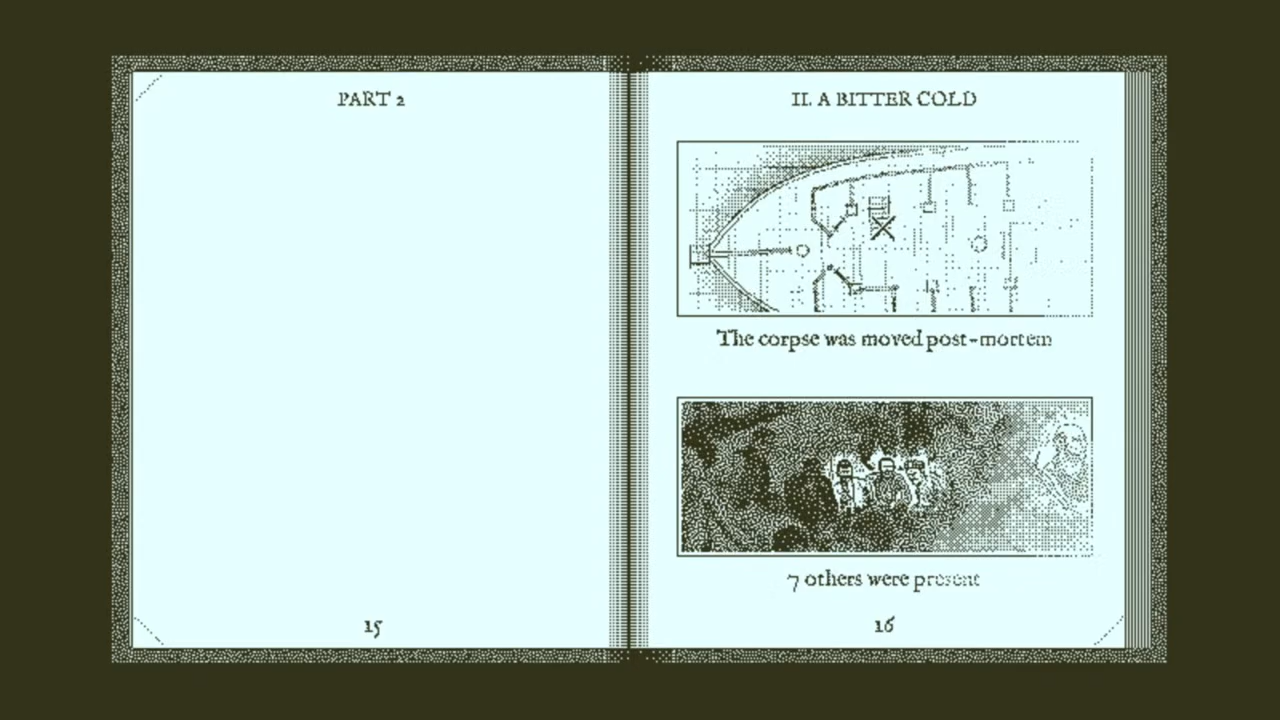 PART 2
15
II. A BITTER COLD
The corpse was moved post-mortem
7 others were present
16